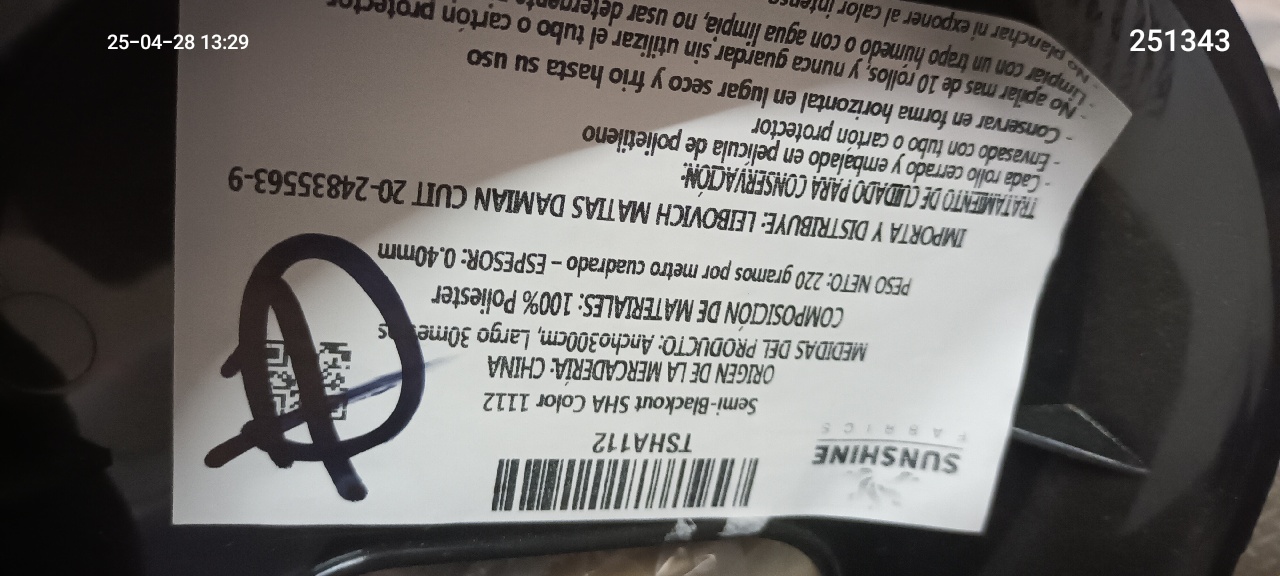 25-04-28 13:29
251343
SUNSHINE
FABRICS
TSHA112
Semi-Blackout SHA Color 1112
ORIGEN DE LA MERCADERÍA: CHINA
MEDIDAS DEL PRODUCTO: Ancho300cm, Largo 30metros
COMPOSICIÓN DE MATERIALES: 100% Poliester
PESO NETO: 220 gramos por metro cuadrado – ESPESOR: 0.40mm
IMPORTA Y DISTRIBUYE: LEIBOVICH MATIAS DAMIAN CUIT 20-24835563-9
TRATAMIENTO DE CUIDADO PARA CONSERVACIÓN:
- Cada rollo cerrado y embalado en película de polietileno
- Envasado con tubo o cartón protector
- Conservar en forma horizontal en lugar seco y frio hasta su uso
- No apilar mas de 10 rollos, y nunca guardar sin utilizar el tubo o cartón protector
- Limpiar con un trapo humedo o con agua limpia, no usar
- No planchar ni exponer al calor